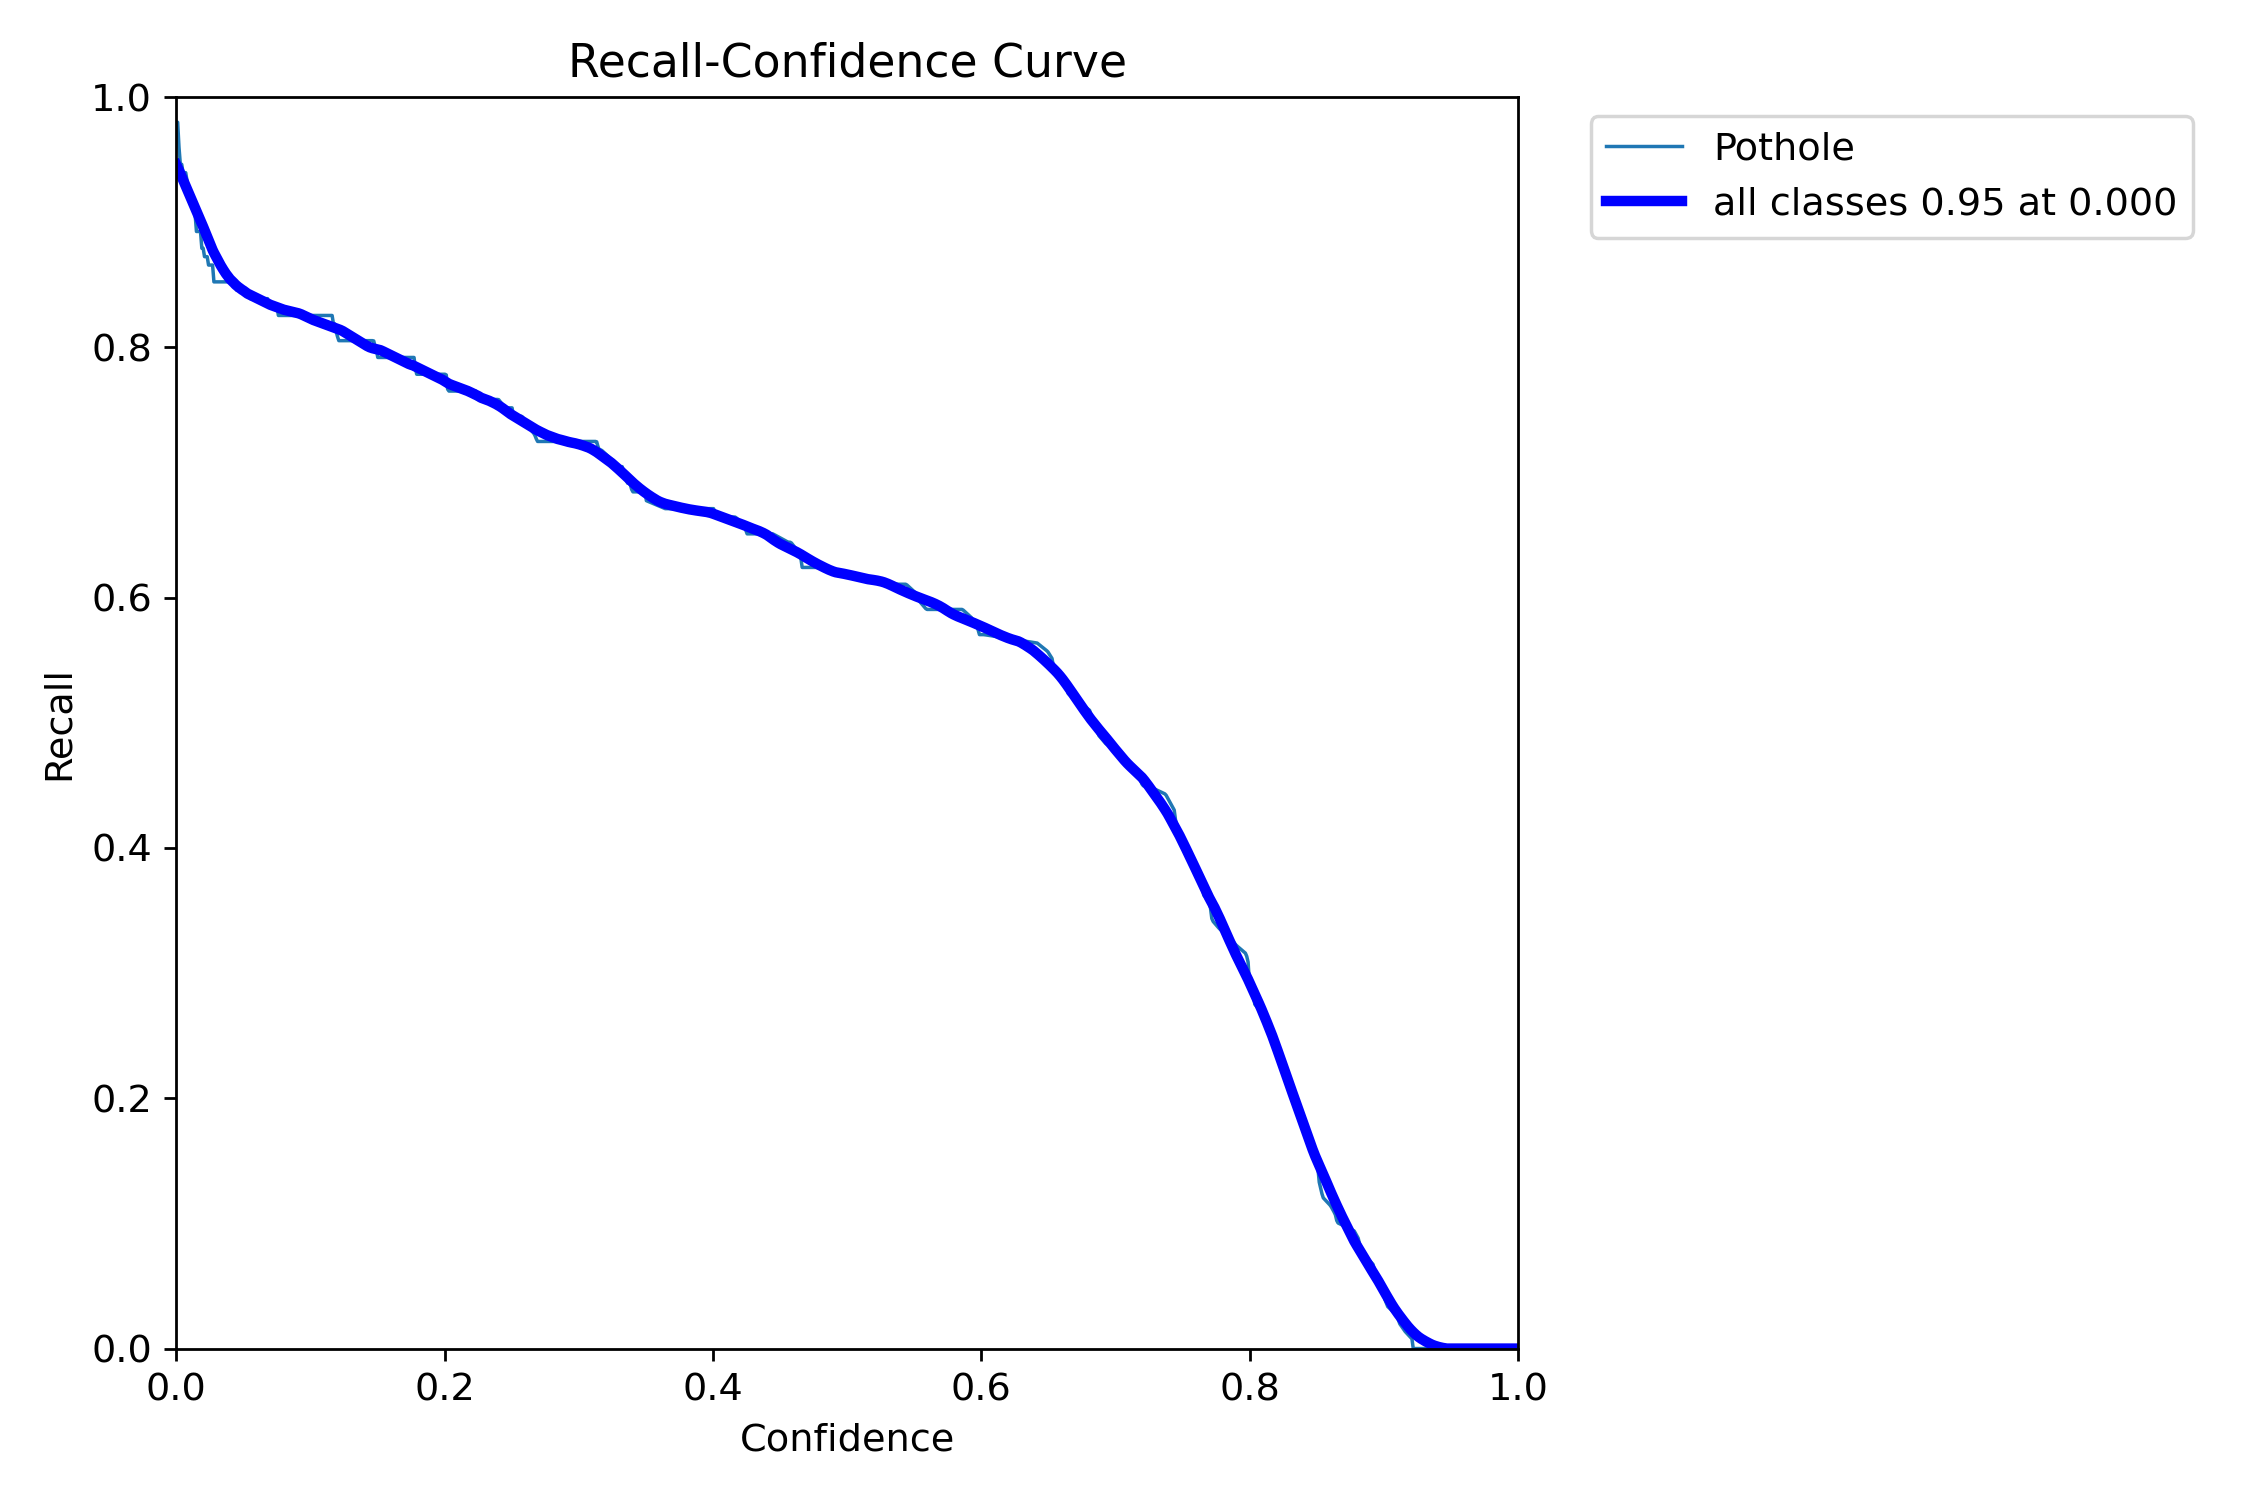 Recall-Confidence Curve
Pothole
all classes 0.95 at 0.000
1.0
0.8
0.6
0.4
0.2
0.0
Recall
0.0 0.2 0.4 0.6 0.8 1.0
Confidence